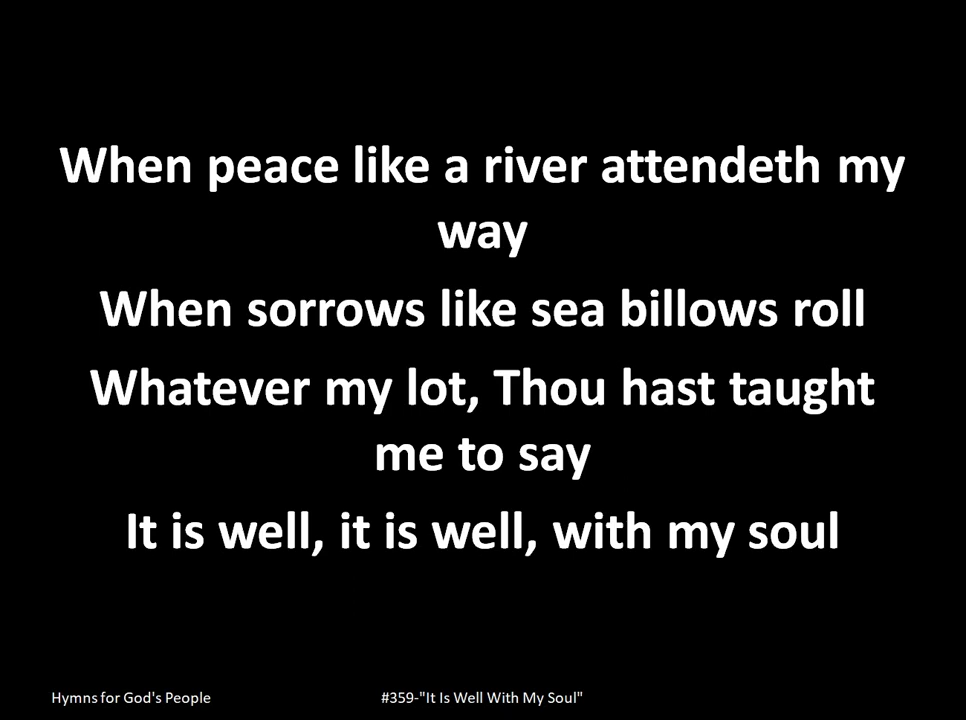 When peace like a river attendeth my
way
When sorrows like sea billows roll
Whatever my lot, Thou hast taught
me to say
It is well, it is well, with my soul
Hymns for God's People
#359-"It Is Well With My Soul"